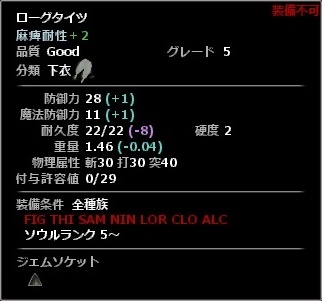 装備不可
ローグタイツ
麻痺耐性+2
品質 Good グレード 5
分類 下衣
防御力 28 (+1)
魔法防御力 11 (+1)
耐久度 22/22 (-8) 硬度 2
重量 1.46 (-0.04)
物理属性 斬30 打30 突40
付与許容値 0/29
装備条件 全種族
FIG THI SAM NIN LOR CLO ALC
ソウルランク 5～
ジェムソケット